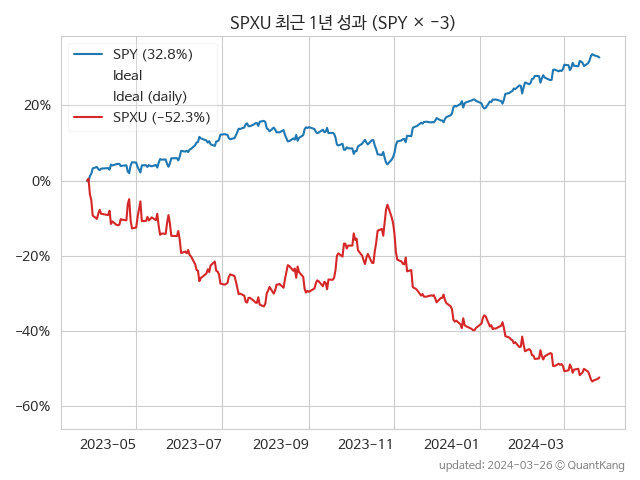 SPXU 최근 1년 성과 (SPY × −3)
SPY (32.8%)
Ideal
Ideal (daily)
SPXU (−52.3%)
20%
0%
−20%
−40%
−60%
2023−05
2023−07
2023−09
2023−11
2024−01
2024−03
updated: 2024-03-26 © QuantKang